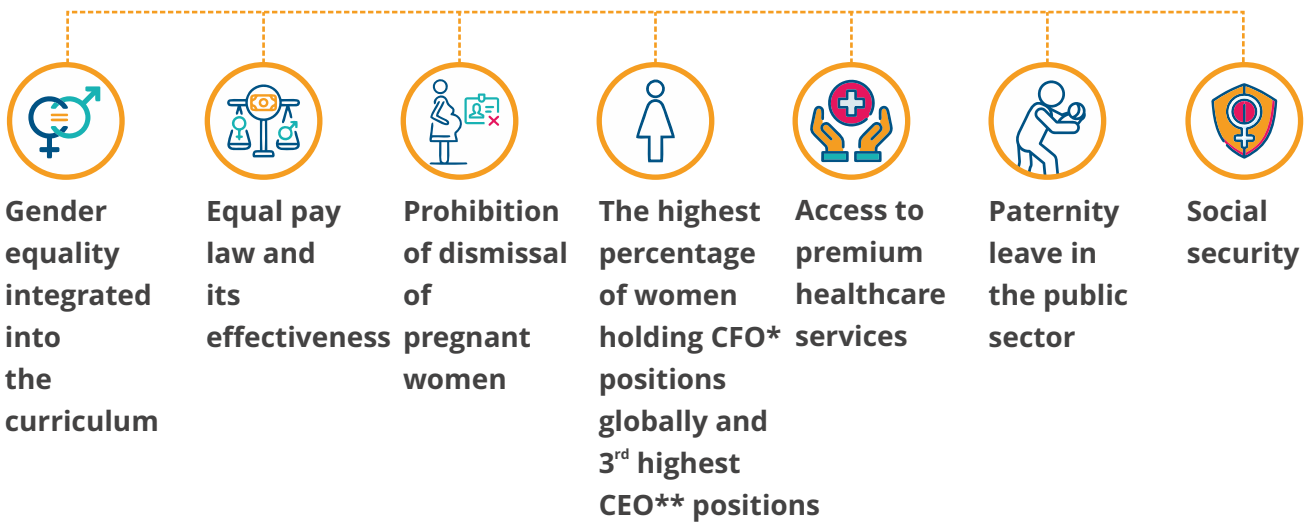 Gender
equality
integrated
into
the
curriculum
Equal pay
law and
its
effectiveness
Prohibition
of dismissal
of
pregnant
women
The highest
percentage
of women
holding CFO*
positions
globally and
3rd highest
CEO** positions
Access to
premium
healthcare
services
Paternity
leave in
the public
sector
Social
security